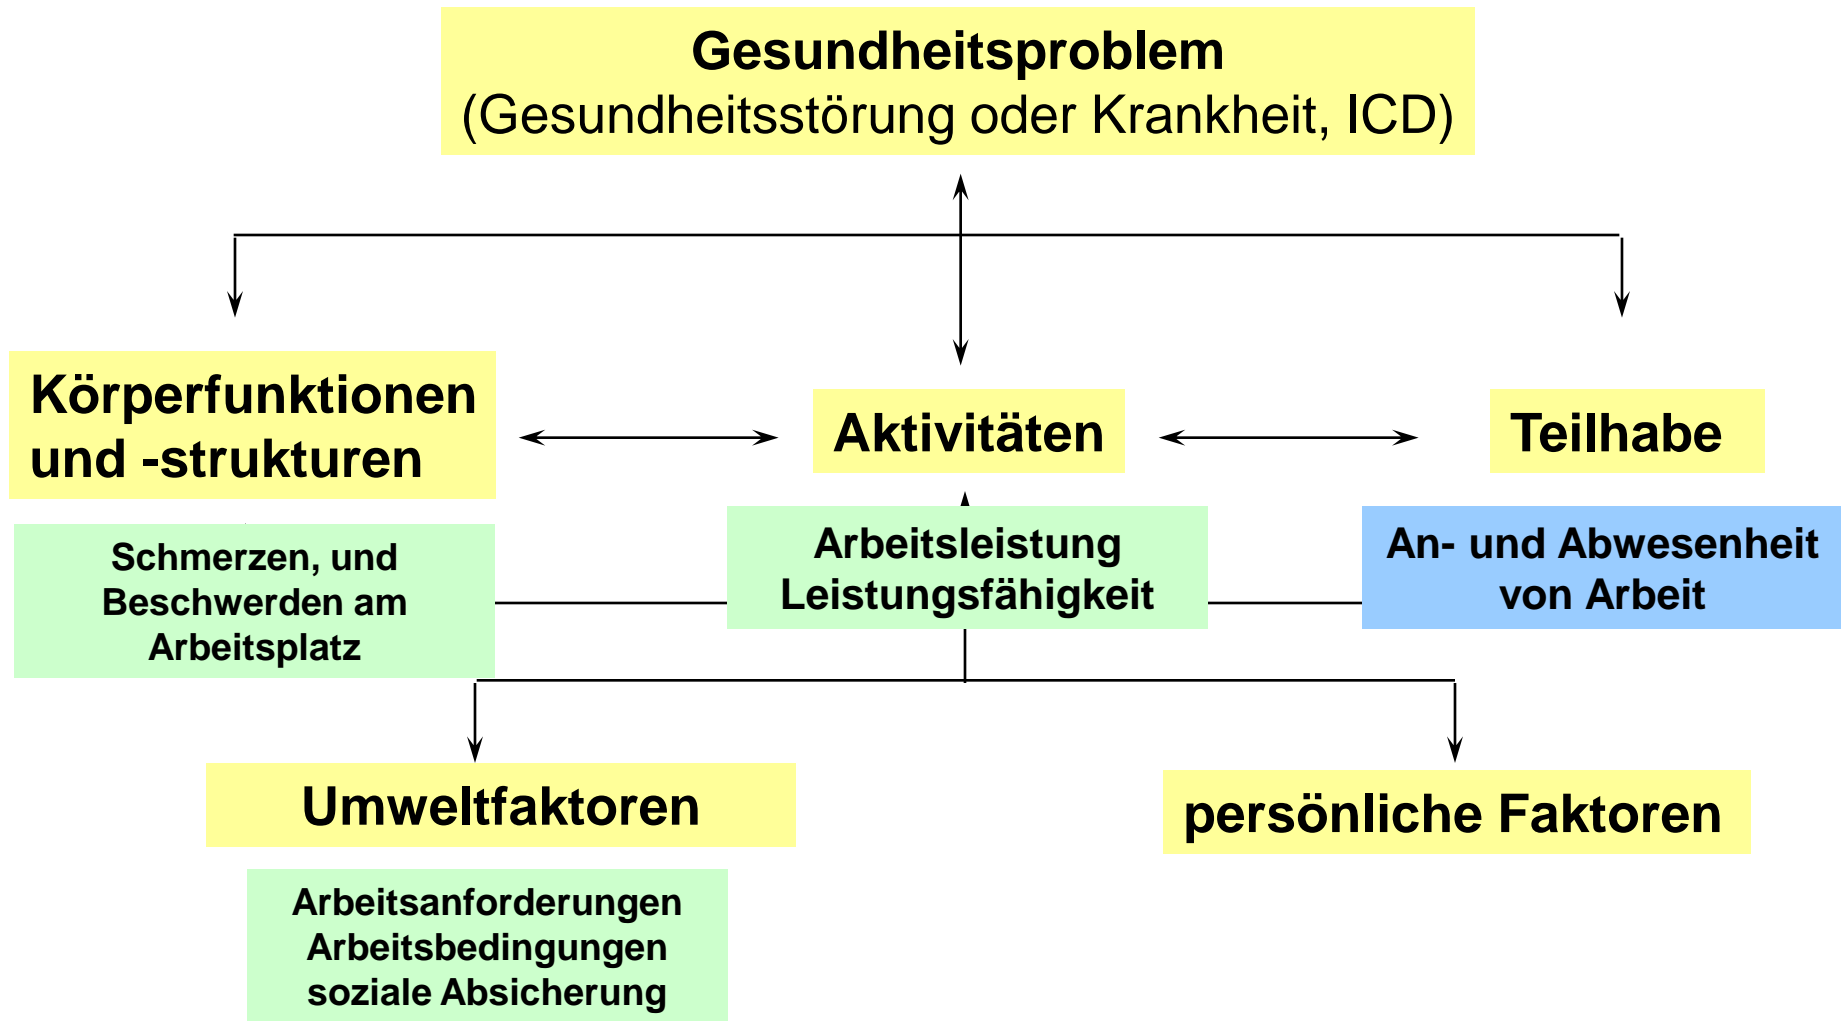 Gesundheitsproblem
(Gesundheitsstörung oder Krankheit, ICD)
Körperfunktionen
und -strukturen
Aktivitäten
Teilhabe
Schmerzen, und
Beschwerden am
Arbeitsplatz
Arbeitsleistung
Leistungsfähigkeit
An- und Abwesenheit
von Arbeit
Umweltfaktoren
persönliche Faktoren
Arbeitsanforderungen
Arbeitsbedingungen
soziale Absicherung